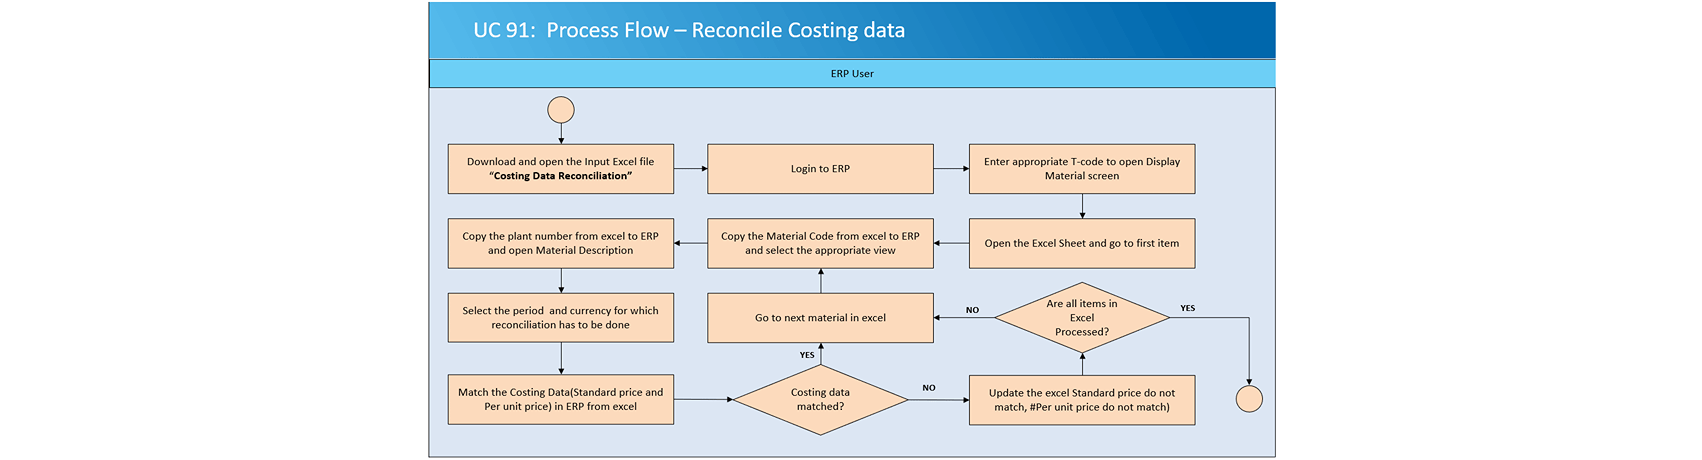 UC 91:  Process Flow – Reconcile Costing data
ERP User
Download and open the Input Excel file
“Costing Data Reconciliation”
Login to ERP
Enter appropriate T-code to open Display
Material screen
Copy the plant number from excel to ERP
and open Material Description
Copy the Material Code from excel to ERP
and select the appropriate view
Open the Excel Sheet and go to first item
Select the period  and currency for which
reconciliation has to be done
Go to next material in excel
NO
Are all items in
Excel
Processed?
YES
YES
Match the Costing Data(Standard price and
Per unit price) in ERP from excel
Costing data
matched?
NO
Update the excel Standard price do not
match, #Per unit price do not match)